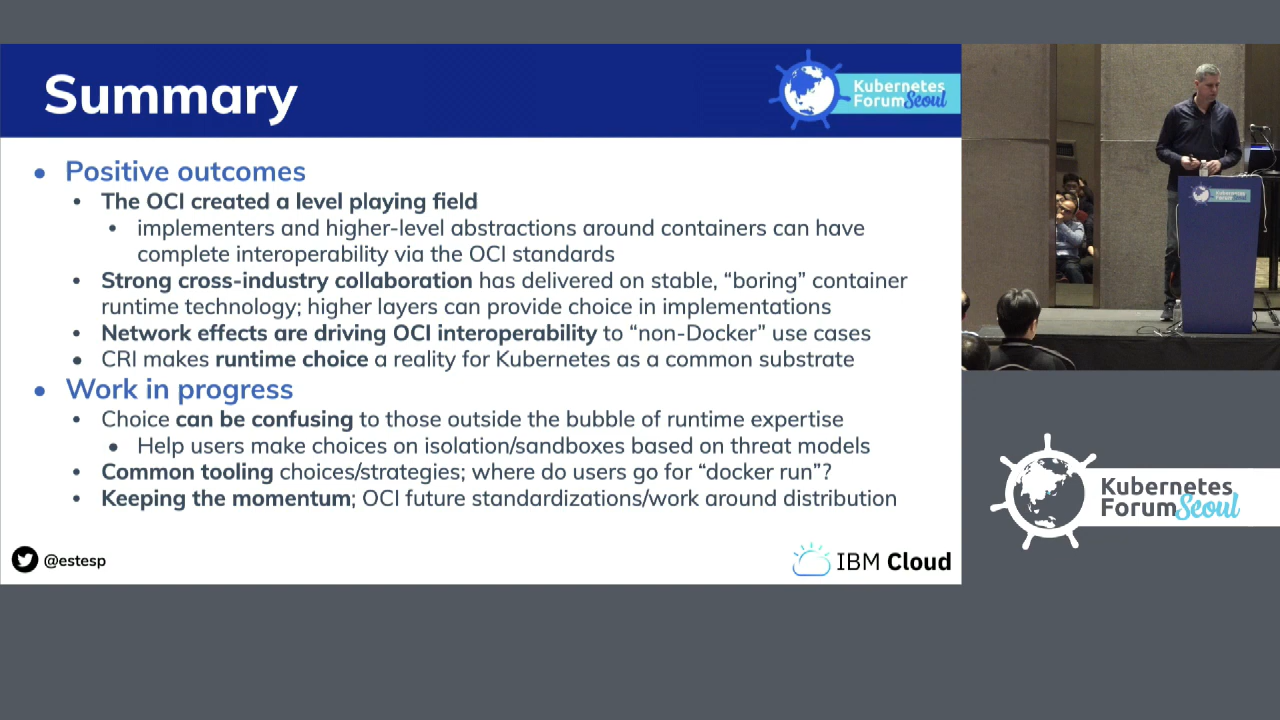 Summary
Kubernetes
Forum Seoul
• Positive outcomes
• The OCI created a level playing field
• implementers and higher-level abstractions around containers can have
complete interoperability via the OCI standards
• Strong cross-industry collaboration has delivered on stable, “boring” container
runtime technology; higher layers can provide choice in implementations
• Network effects are driving OCI interoperability to “non-Docker” use cases
• CRI makes runtime choice a reality for Kubernetes as a common substrate
• Work in progress
• Choice can be confusing to those outside the bubble of runtime expertise
• Help users make choices on isolation/sandboxes based on threat models
• Common tooling choices/strategies; where do users go for “docker run”?
• Keeping the momentum; OCI future standardizations/work around distribution
@estesp
IBM Cloud
Kubernetes
Forum Seoul
Kubernetes
Forum Seoul